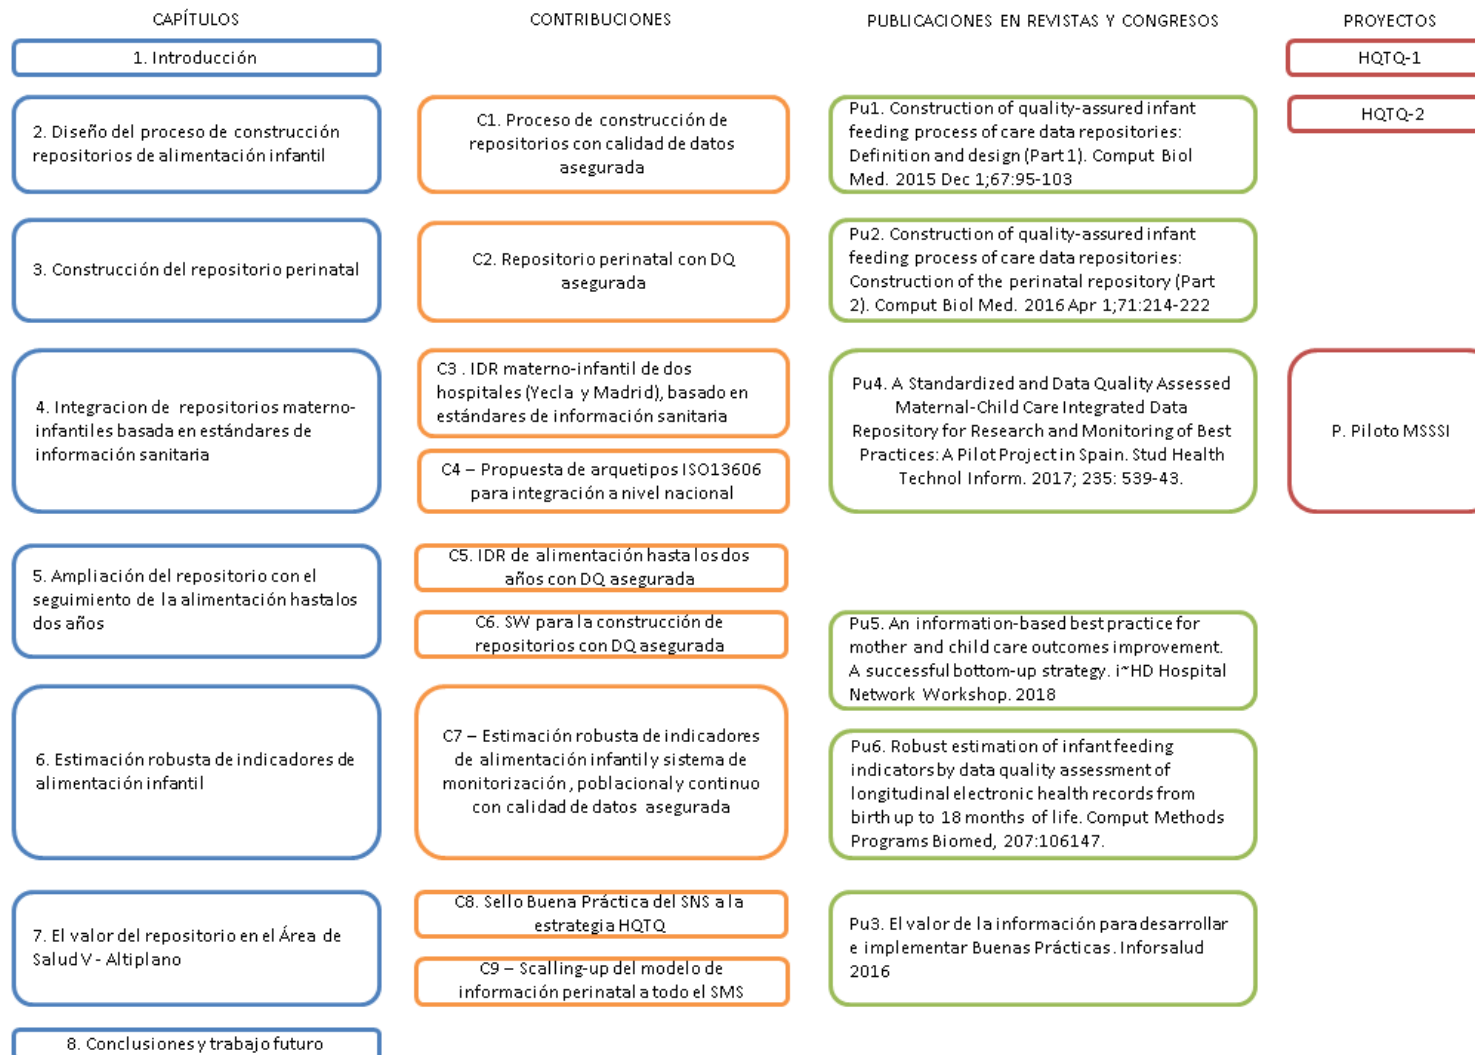 CAPÍTULOS
CONTRIBUCIONES
PUBLICACIONES EN REVISTAS Y CONGRESOS
PROYECTOS
1. Introducción
HQTQ-1
2. Diseño del proceso de construcción
repositorios de alimentación infantil
C1. Proceso de construcción de
repositorios con calidad de datos
asegurada
Pu1. Construction of quality-assured infant
feeding process of care data repositories:
Definition and design (Part 1). Comput Biol
Med. 2015 Dec 1;67:95-103
HQTQ-2
3. Construcción del repositorio perinatal
C2. Repositorio perinatal con DQ
asegurada
Pu2. Construction of quality-assured infant
feeding process of care data repositories:
Construction of the perinatal repository (Part
2). Comput Biol Med. 2016 Apr 1;71:214-222
4. Integracion de repositorios materno-
infantiles basada en estándares de
información sanitaria
C3 . IDR materno-infantil de dos
hospitales (Yecla y Madrid), basado en
estándares de información sanitaria
C4 – Propuesta de arquetipos ISO13606
para integración a nivel nacional
Pu4. A Standardized and Data Quality Assessed
Maternal-Child Care Integrated Data
Repository for Research and Monitoring of Best
Practices: A Pilot Project in Spain. Stud Health
Technol Inform. 2017; 235: 539-43.
P. Piloto MSSSI
5. Ampliación del repositorio con el
seguimiento de la alimentación hasta los
dos años
C5. IDR de alimentación hasta los dos
años con DQ asegurada
C6. SW para la construcción de
repositorios con DQ asegurada
Pu5. An information-based best practice for
mother and child care outcomes improvement.
A successful bottom-up strategy. i~HD Hospital
Network Workshop. 2018
6. Estimación robusta de indicadores de
alimentación infantil
C7 – Estimación robusta de indicadores
de alimentación infantil y sistema de
monitorización, poblacional y continuo
con calidad de datos asegurada
Pu6. Robust estimation of infant feeding
indicators by data quality assessment of
longitudinal electronic health records from
birth up to 18 months of life. Comput Methods
Programs Biomed, 207:106147.
7. El valor del repositorio en el Área de
Salud V - Altiplano
C8. Sello Buena Práctica del SNS a la
estrategia HQTQ
C9 – Scalling-up del modelo de
información perinatal a todo el SMS
Pu3. El valor de la información para desarrollar
e implementar Buenas Prácticas. Inforsalud
2016
8. Conclusiones y trabajo futuro